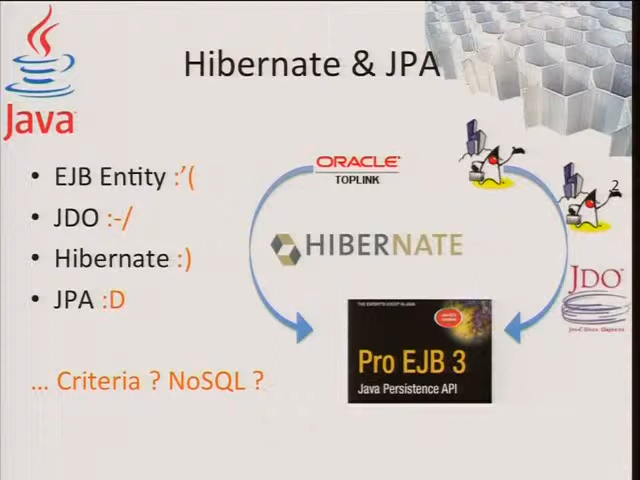 Java
Hibernate & JPA
• EJB Entity :'(
• JDO :-/
• Hibernate :)
• JPA :D
... Criteria ? NoSQL ?
ORACLE
TOPLINK
HIBERNATE
2
JDO
Pro EJB 3
Java Persistence API